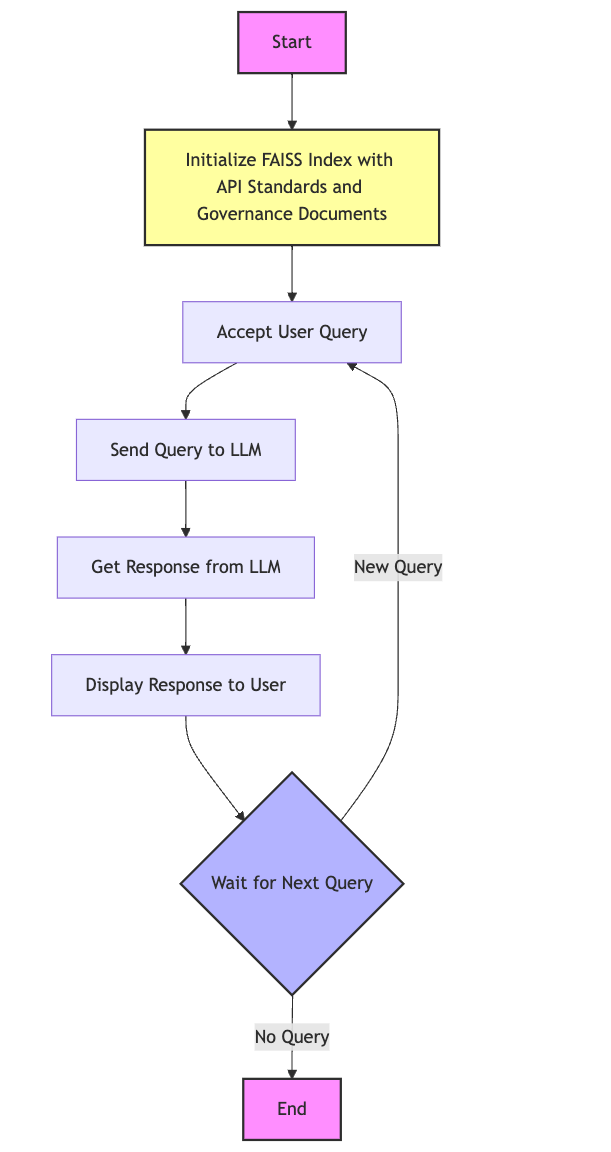 Start
Initialize FAISS Index with
API Standards and
Governance Documents
Accept User Query
Send Query to LLM
Get Response from LLM
New Query
Display Response to User
Wait for Next Query
No Query
End